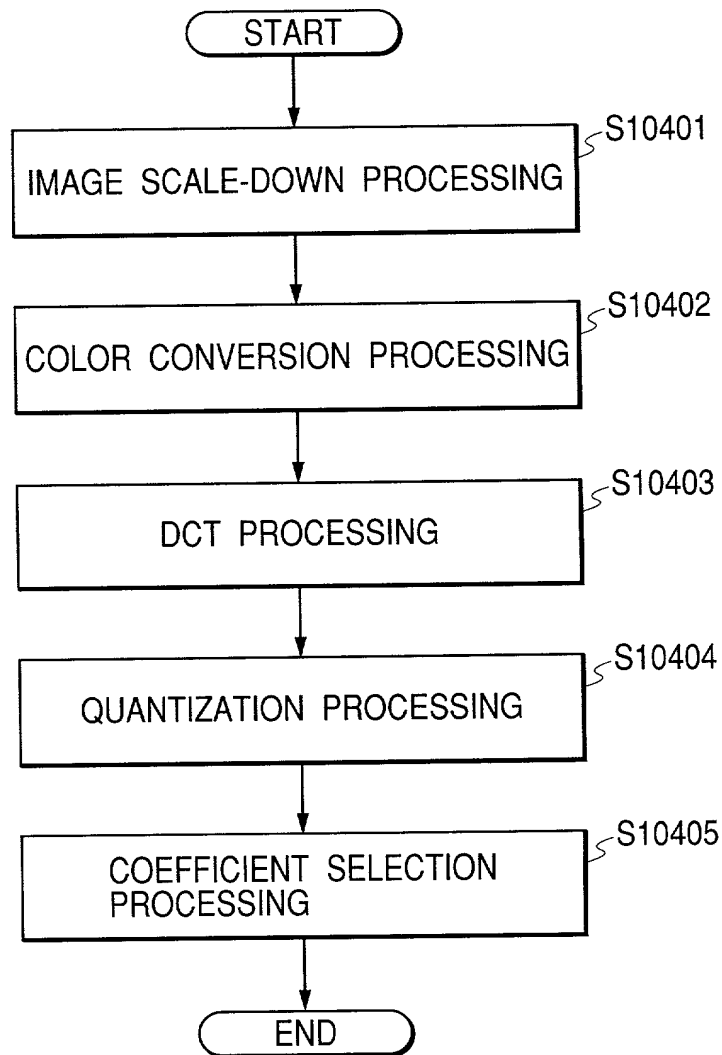 START
S10401
IMAGE SCALE-DOWN PROCESSING
S10402
COLOR CONVERSION PROCESSING
S10403
DCT PROCESSING
S10404
QUANTIZATION PROCESSING
S10405
COEFFICIENT SELECTION
PROCESSING
END